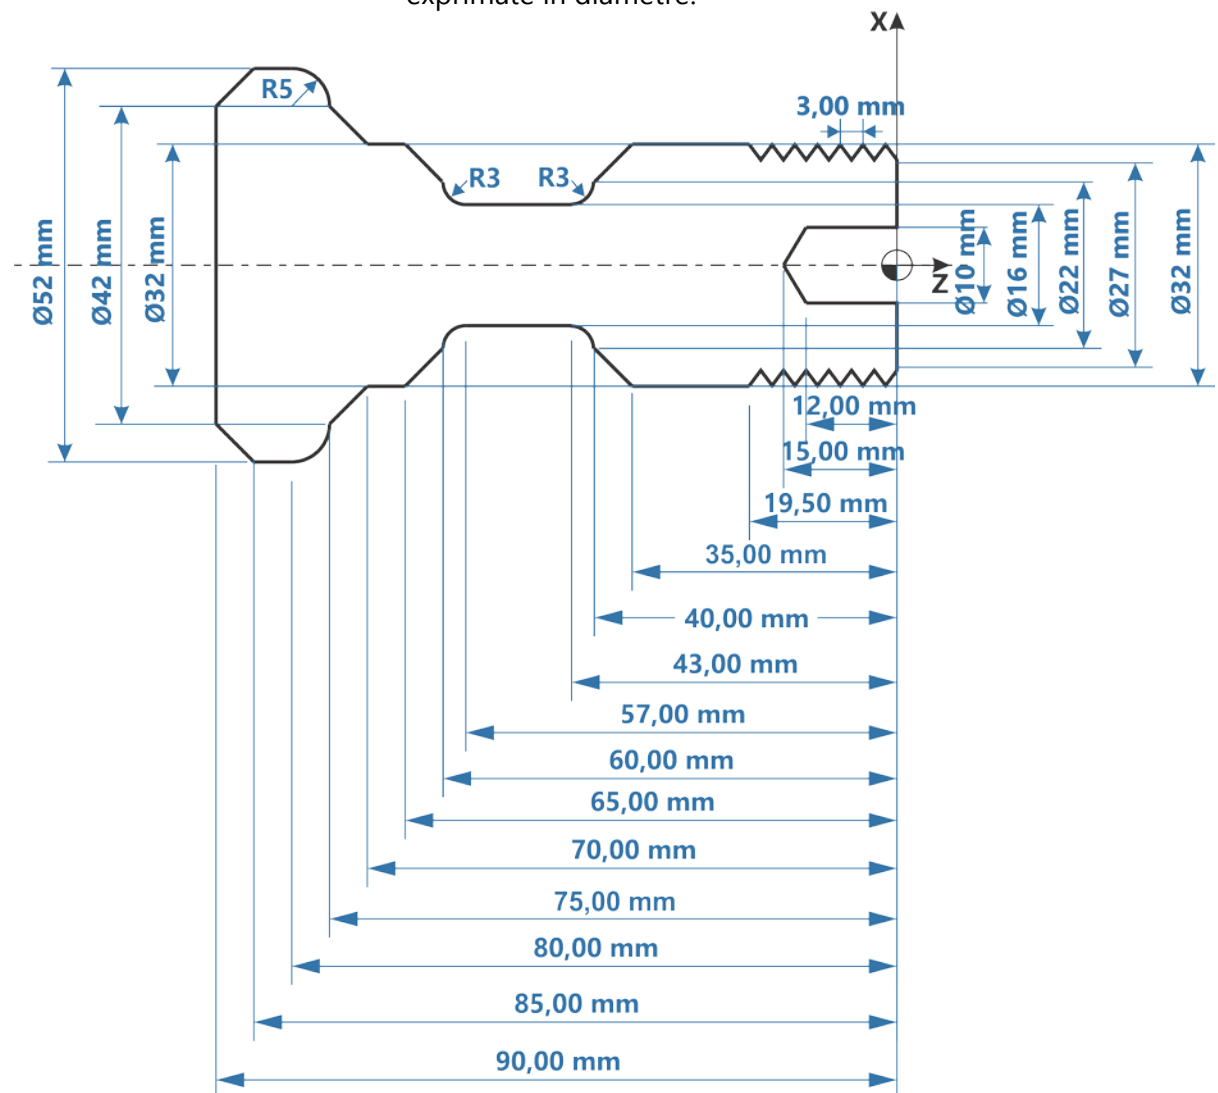 exprimate în diametre.
X
R5
3,00 mm
R3
R3
Ø52 mm
Ø42 mm
Ø32 mm
Z
Ø10 mm
Ø16 mm
Ø22 mm
Ø27 mm
Ø32 mm
12,00 mm
15,00 mm
19,50 mm
35,00 mm
40,00 mm
43,00 mm
57,00 mm
60,00 mm
65,00 mm
70,00 mm
75,00 mm
80,00 mm
85,00 mm
90,00 mm